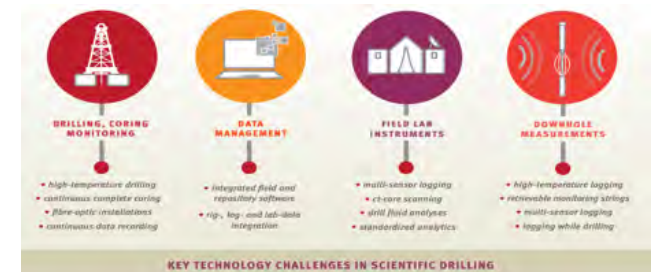 DRILLING, CORING
MONITORING
• high-temperature drilling
• continuous complete coring
• fibre-optic installations
• continuous data recording
DATA
MANAGEMENT
• integrated field and
repository software
• rig-, log- and lab-data
integration
FIELD LAB
INSTRUMENTS
• multi-sensor logging
• ct-core scanning
• drill fluid analyses
• standardized analytics
DOWNHOLE
MEASUREMENTS
• high-temperature logging
• retrievable monitoring strings
• multi-sensor logging
• logging while drilling
KEY TECHNOLOGY CHALLENGES IN SCIENTIFIC DRILLING